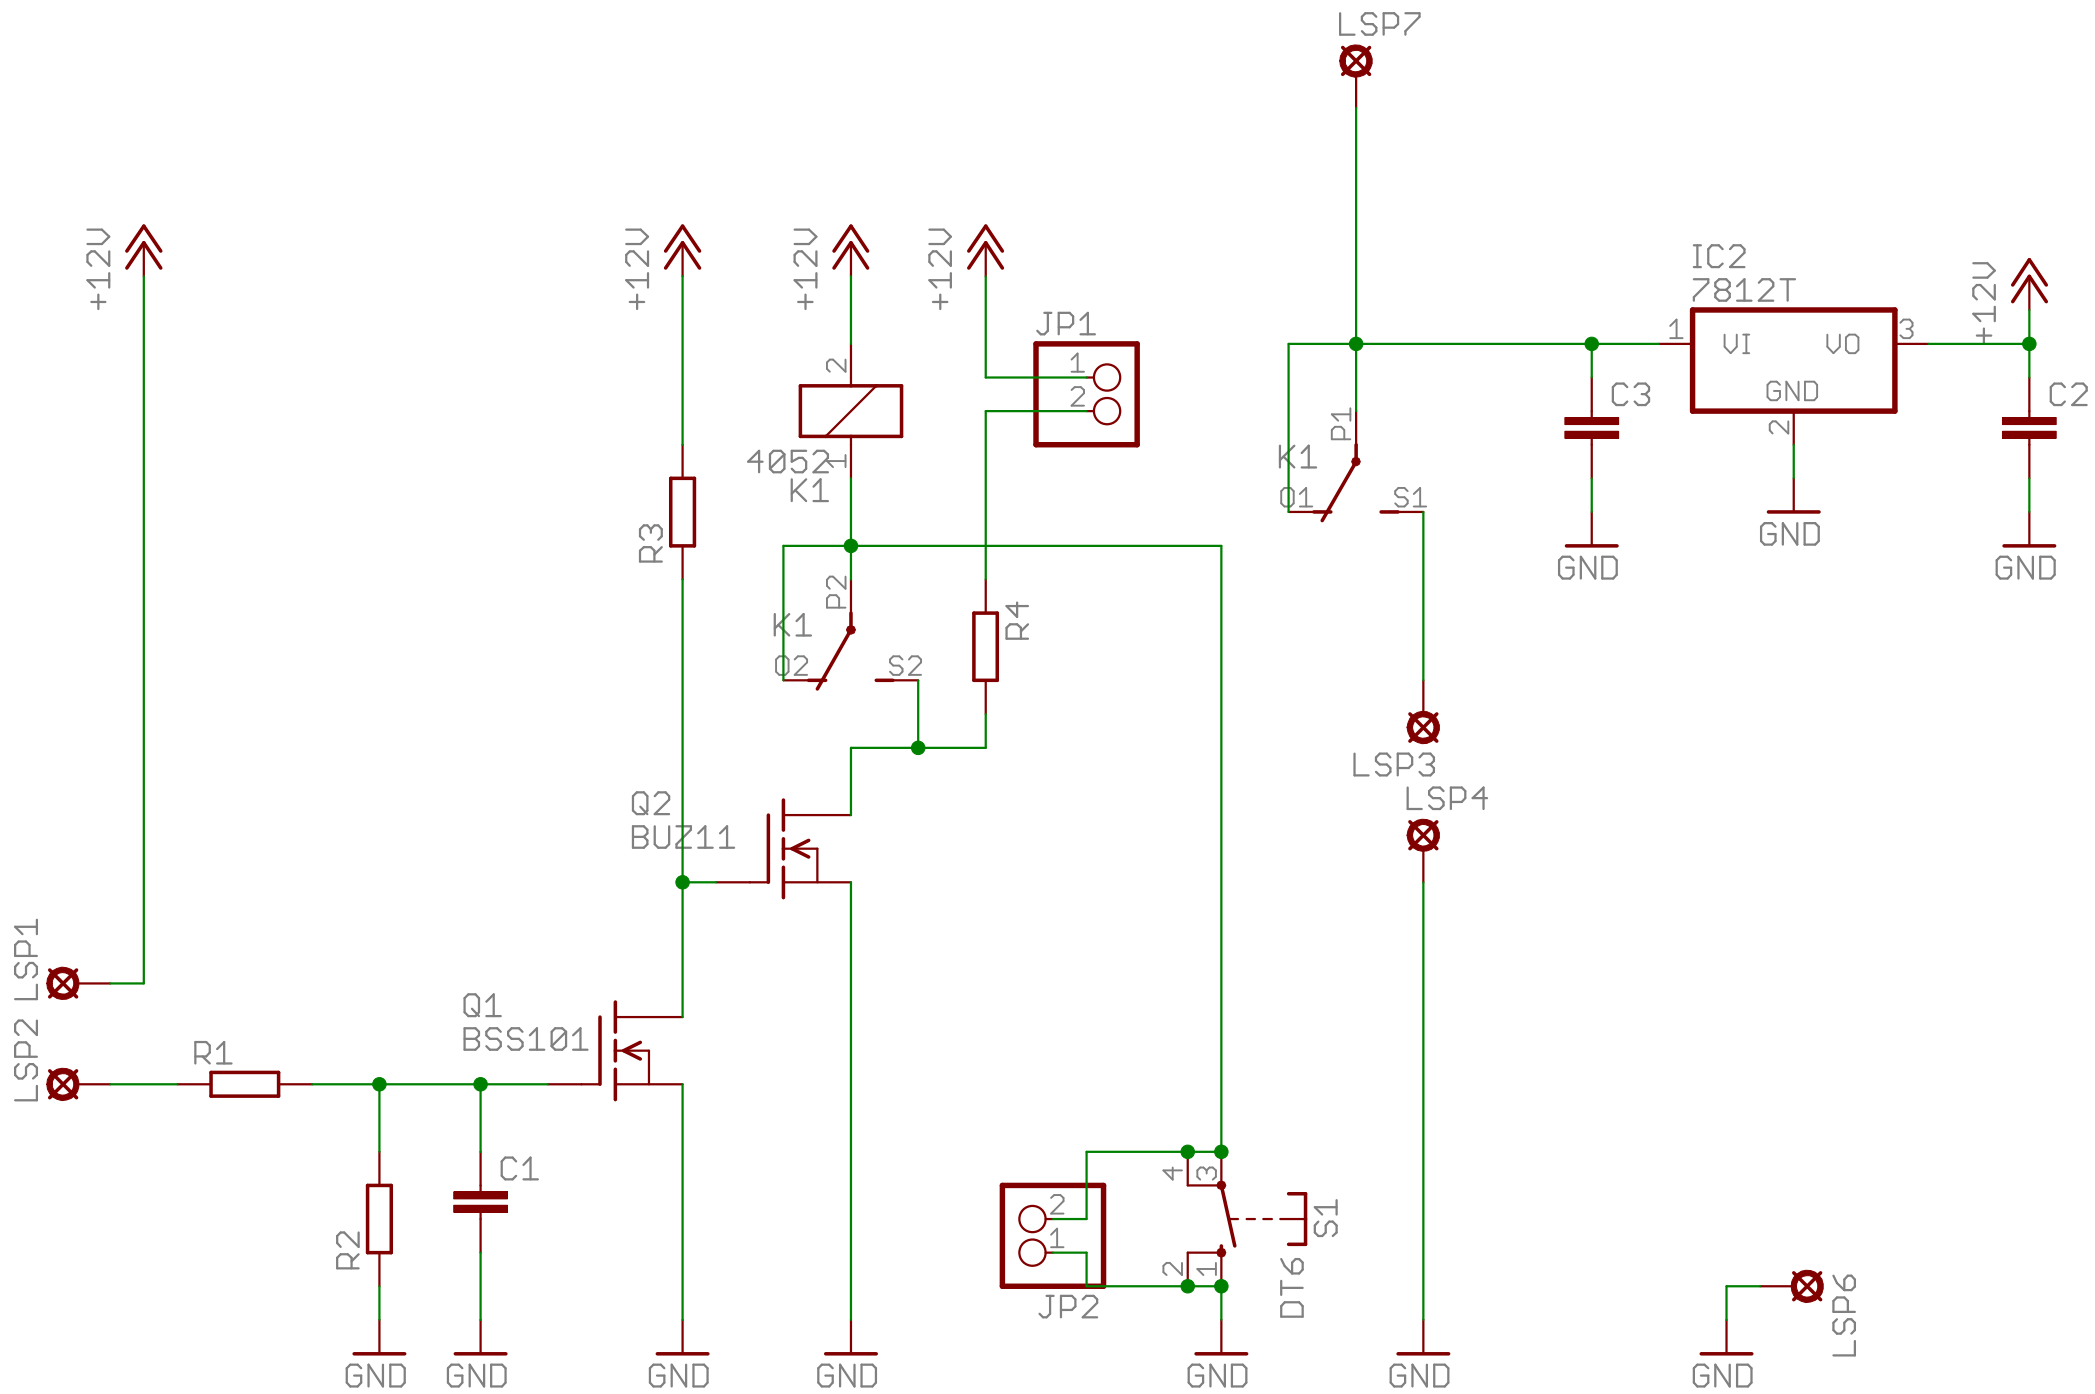 LSP7
+12V
+12V
+12V
+12V
JP1
1
2
2
4052
1
K1
R3
P2
K1
O2
S2
R4
K1
P1
O1
S1
IC2
7812T
1
VI
VO
3
GND
2
+12V
C3
C2
GND
GND
GND
LSP3
LSP4
Q2
BUZ11
LSP1
LSP2
R1
Q1
BSS101
R2
C1
JP2
2
1
4
3
2
1
S1
DT6
LSP6
GND
GND
GND
GND
GND
GND
GND